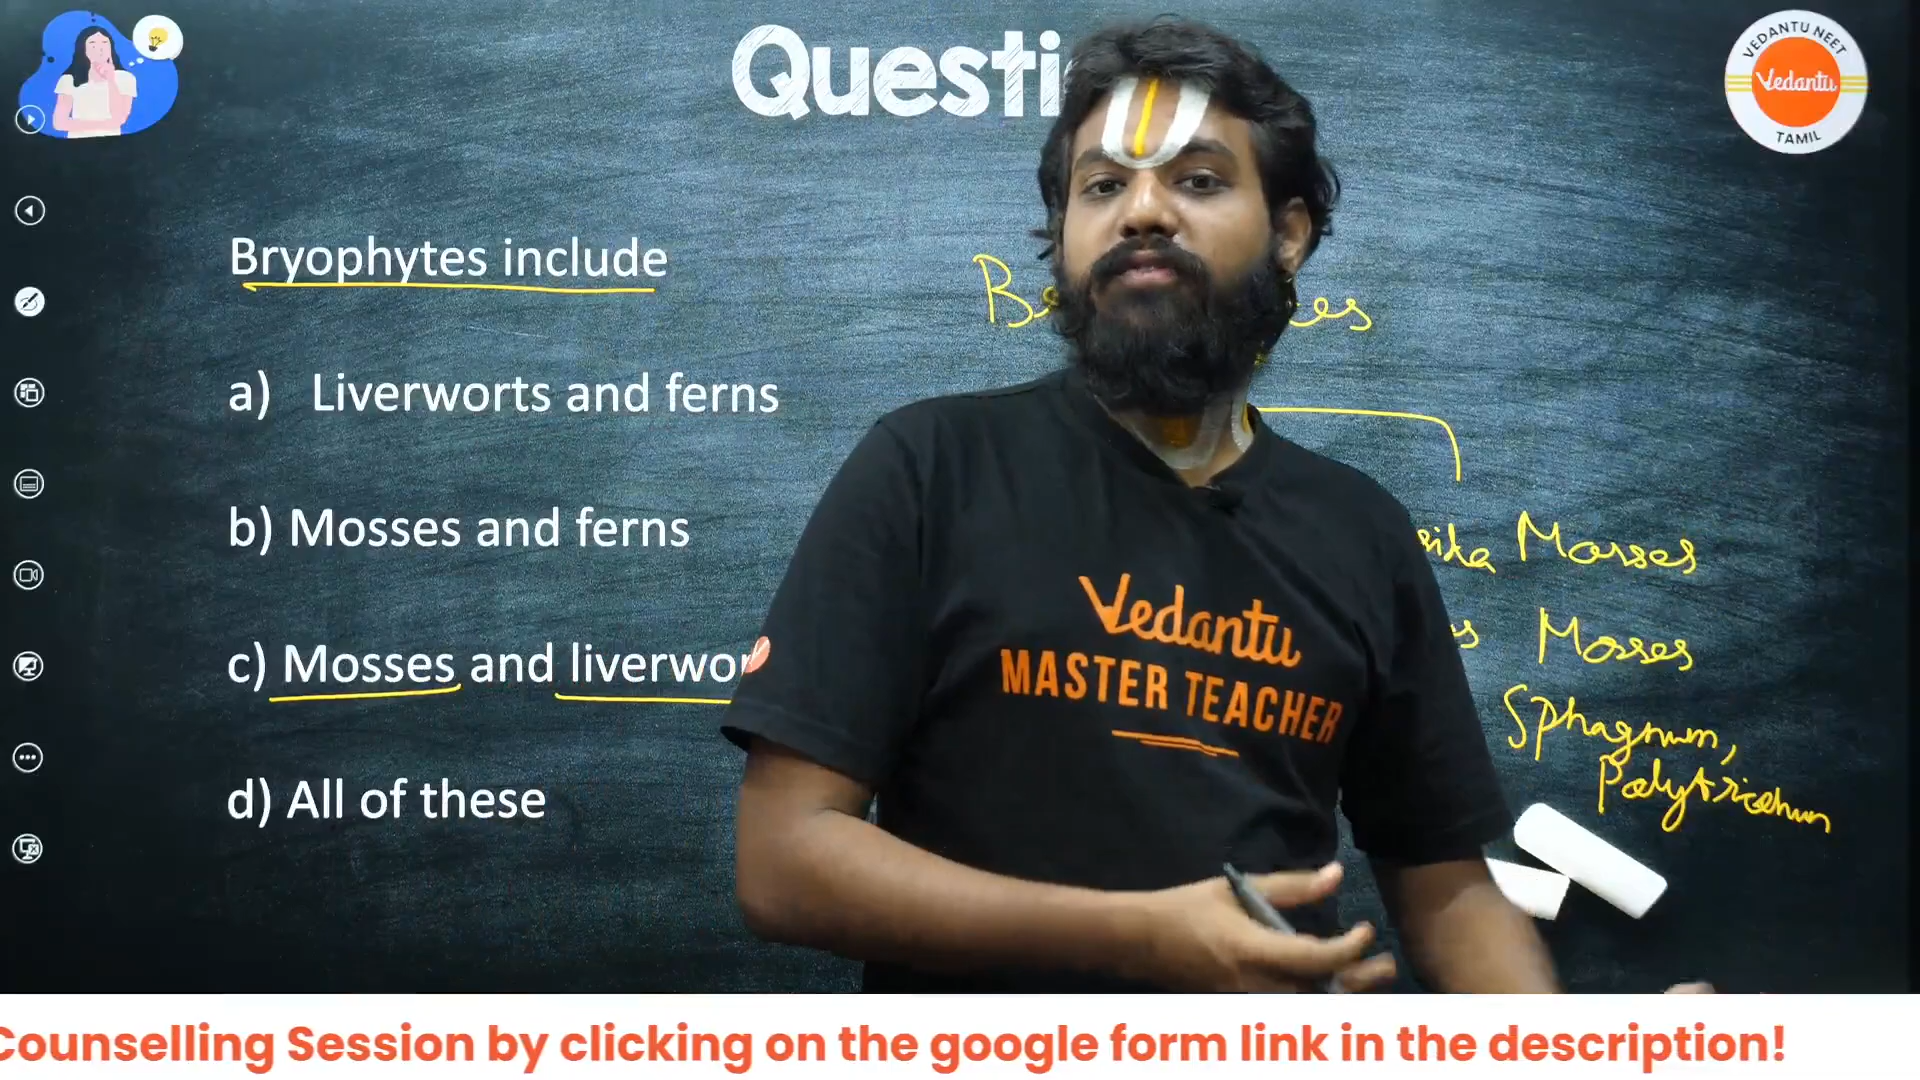 Questi
VEDANTU NEET
Vedantu
TAMIL
Bryophytes include
a) Liverworts and ferns
b) Mosses and ferns
c) Mosses and liverwor
d) All of these
Mosses
Mosses
Sphagnum,
Polytrichum
Vedantu
MASTER TEACHER
Counselling Session by clicking on the google form link in the description!